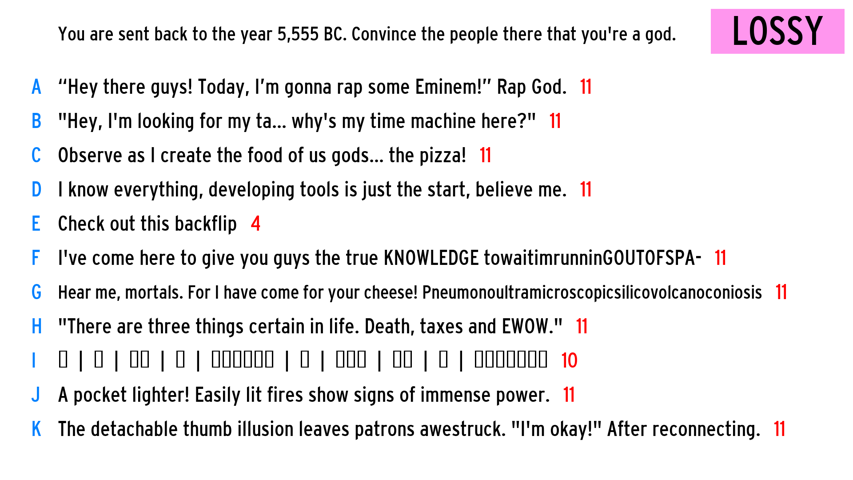 You are sent back to the year 5,555 BC. Convince the people there that you're a god.
LOSSY
A “Hey there guys! Today, I’m gonna rap some Eminem!” Rap God. 11
B "Hey, I'm looking for my ta... why's my time machine here?" 11
C Observe as I create the food of us gods... the pizza! 11
D I know everything, developing tools is just the start, believe me. 11
E Check out this backflip 4
F I've come here to give you guys the true KNOWLEDGE towaitimrunninGOUTOFSPA- 11
G Hear me, mortals. For I have come for your cheese! Pneumonoultramicroscopicsilicovolcanoconiosis 11
H "There are three things certain in life. Death, taxes and EWOW." 11
I ▯ | ▯ | ▯▯ | ▯ | ▯▯▯▯▯▯ | ▯ | ▯▯▯ | ▯▯ | ▯ | ▯▯▯▯▯▯▯ 10
J A pocket lighter! Easily lit fires show signs of immense power. 11
K The detachable thumb illusion leaves patrons awestruck. "I'm okay!" After reconnecting. 11